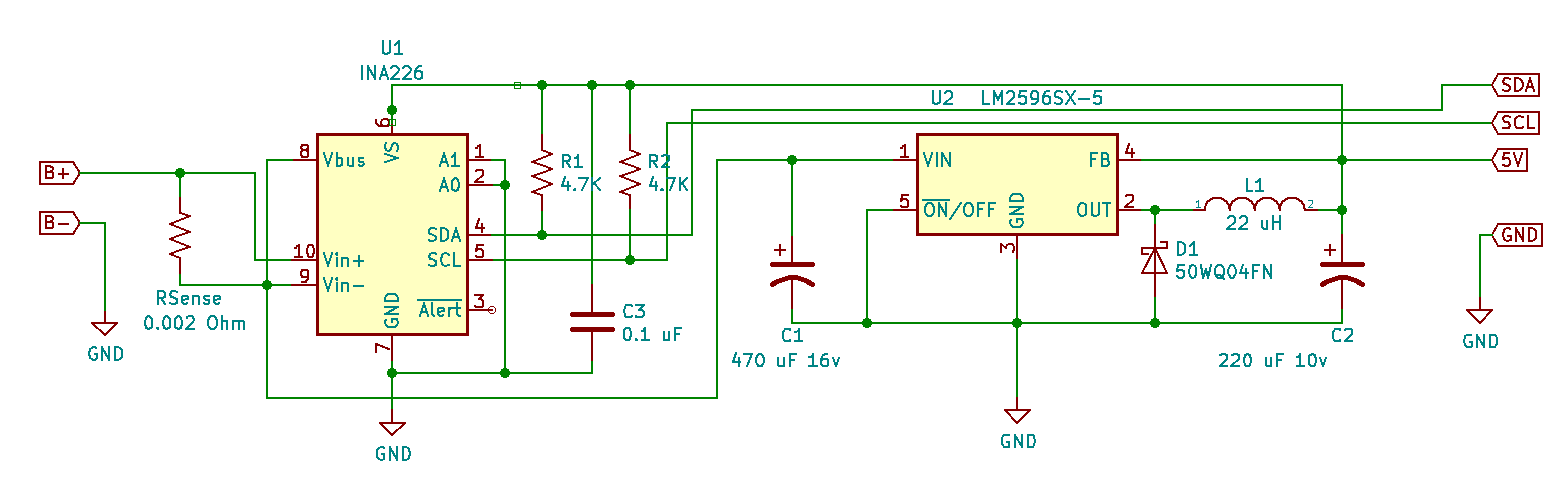 U1
INA226
B+
B-
GND
RSense
0.002 Ohm
8
Vbus
10
Vin+
9
Vin-
6
VS
A1
1
A0
2
SDA
4
SCL
5
Alert
3
GND
7
GND
R1
4.7K
R2
4.7K
C3
0.1 uF
U2 LM2596SX-5
1
VIN
5
ON/OFF
GND
3
FB
4
OUT
2
GND
C1
470 uF 16v
+
D1
50WQ04FN
L1
1
2
22 uH
+
C2
220 uF 10v
SDA
SCL
5V
GND
GND